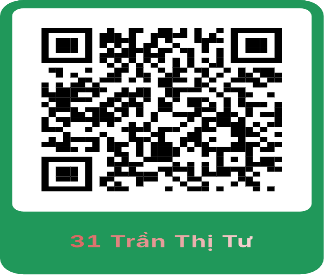 31 Trần Thị Tư